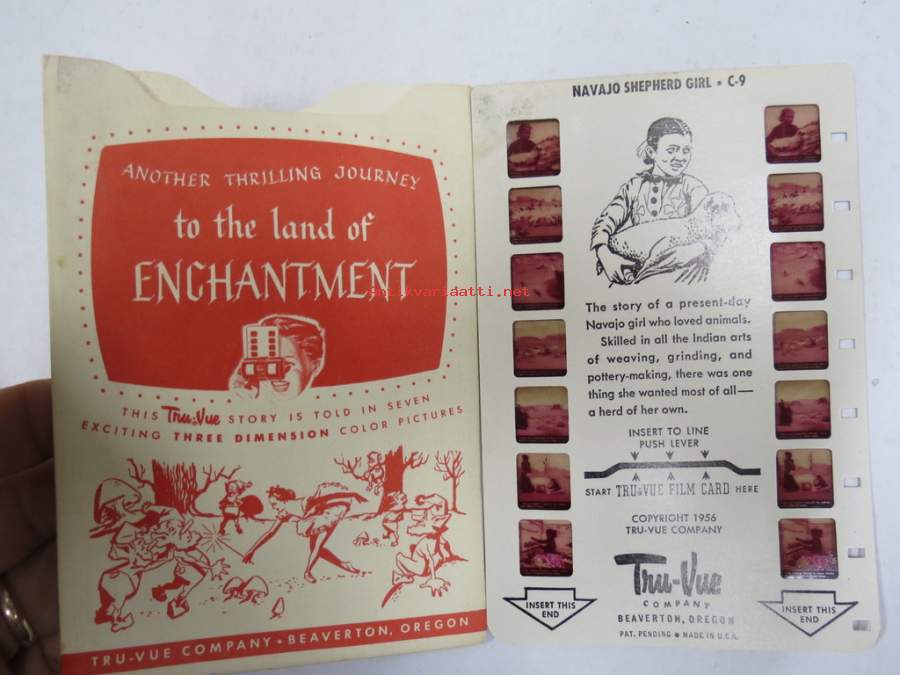 ANOTHER THRILLING JOURNEY
to the land of
ENCHANTMENT
antikvariaatti.net
THIS Tru-Vue STORY IS TOLD IN SEVEN
EXCITING THREE DIMENSION COLOR PICTURES
TRU-VUE COMPANY • BEAVERTON, OREGON
NAVAJO SHEPHERD GIRL • C-9
The story of a present-day
Navajo girl who loved animals.
Skilled in all the Indian arts
of weaving, grinding, and
pottery-making, there was one
thing she wanted most of all—
a herd of her own.
INSERT TO LINE
PUSH LEVER
START TRU-VUE FILM CARD HERE
COPYRIGHT 1956
TRU-VUE COMPANY
Tru-Vue
COMPANY
BEAVERTON, OREGON
PAT. PENDING • MADE IN U.S.A.
INSERT THIS
END
INSERT THIS
END